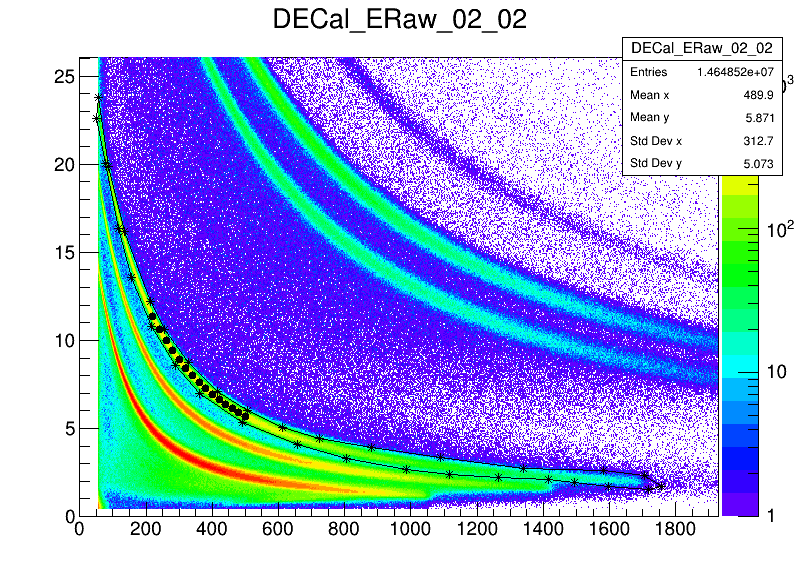 DECal_ERaw_02_02
DECal_ERaw_02_02
Entries 1.464852e+07
Mean x 489.9
Mean y 5.871
Std Dev x 312.7
Std Dev y 5.073
25
20
15
10
5
0
0 200 400 600 800 1000 1200 1400 1600 1800
10²
10
1